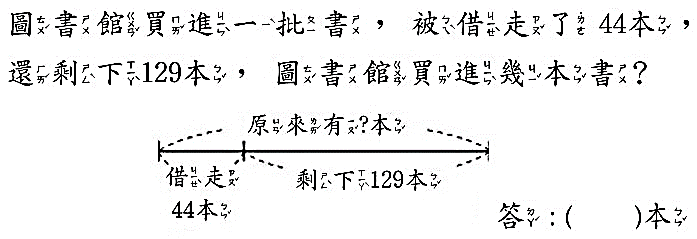 圖書館買進一批書，被借走了44本，
還剩下129本，圖書館買進幾本書？
原來有?本
借走 剩下129本
44本
答：(　　)本